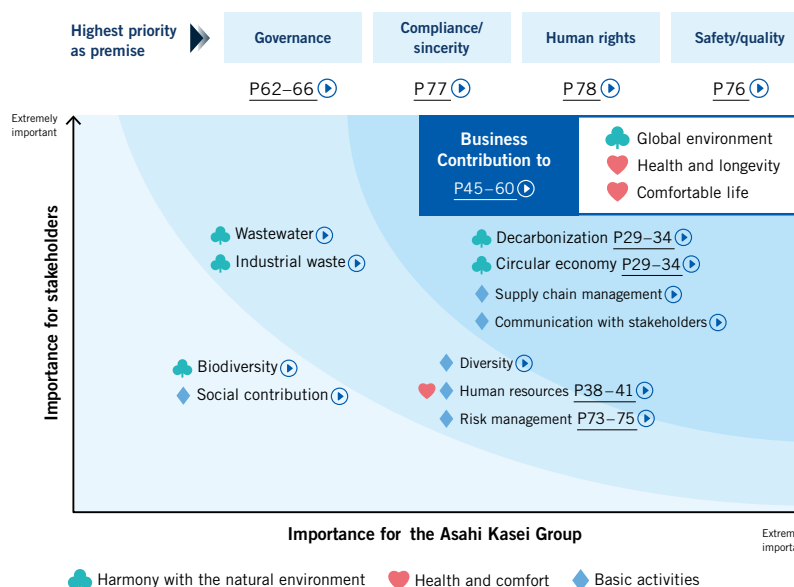 Highest priority
as premise
Governance
Compliance/
sincerity
Human rights
Safety/quality
P62–66
P77
P78
P76
Extremely
important
Importance for stakeholders
Business
Contribution to
P45–60
Global environment
Health and longevity
Comfortable life
Wastewater
Industrial waste
Decarbonization P29–34
Circular economy P29–34
Supply chain management
Communication with stakeholders
Biodiversity
Social contribution
Diversity
Human resources P38–41
Risk management P73–75
Importance for the Asahi Kasei Group
Harmony with the natural environment
Health and comfort
Basic activities